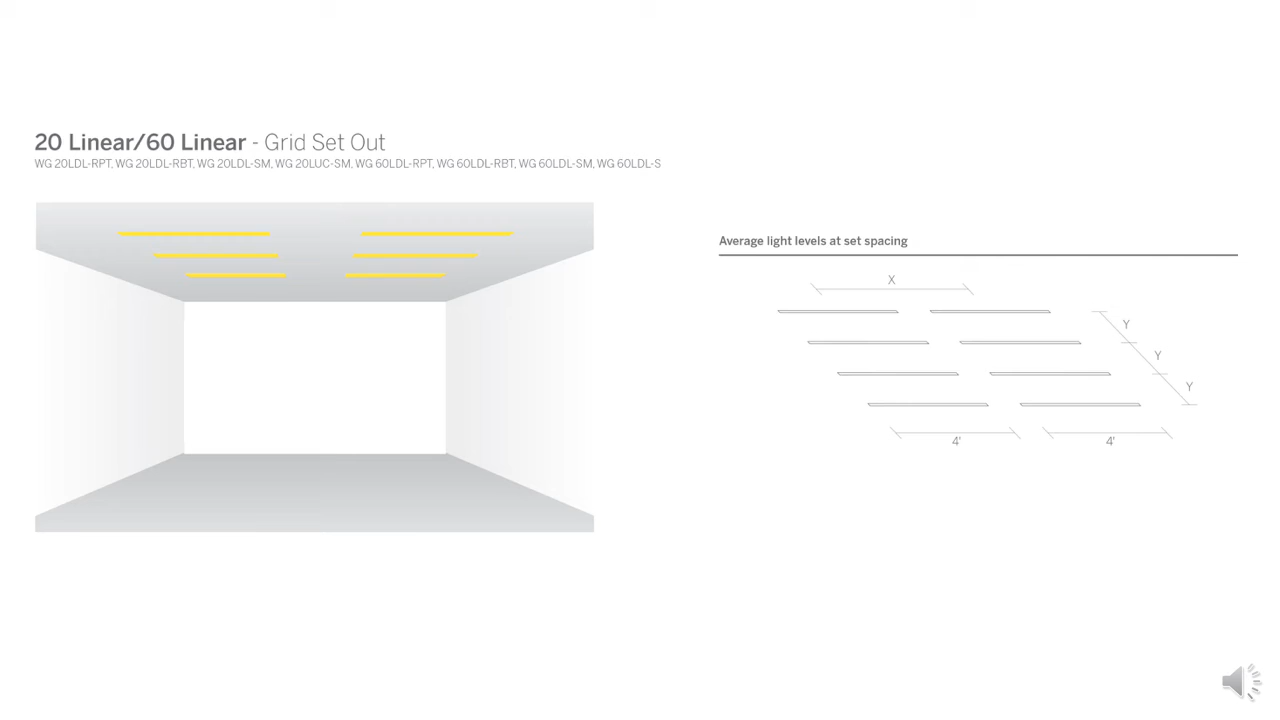 20 Linear/60 Linear - Grid Set Out
WG 20LDL-RPT, WG 20LDL-RBT, WG 20LDL-SM, WG 20LUC-SM, WG 60LDL-RPT, WG 60LDL-RBT, WG 60LDL-SM, WG 60LDL-S
Average light levels at set spacing
X
Y
Y
Y
4'
4'